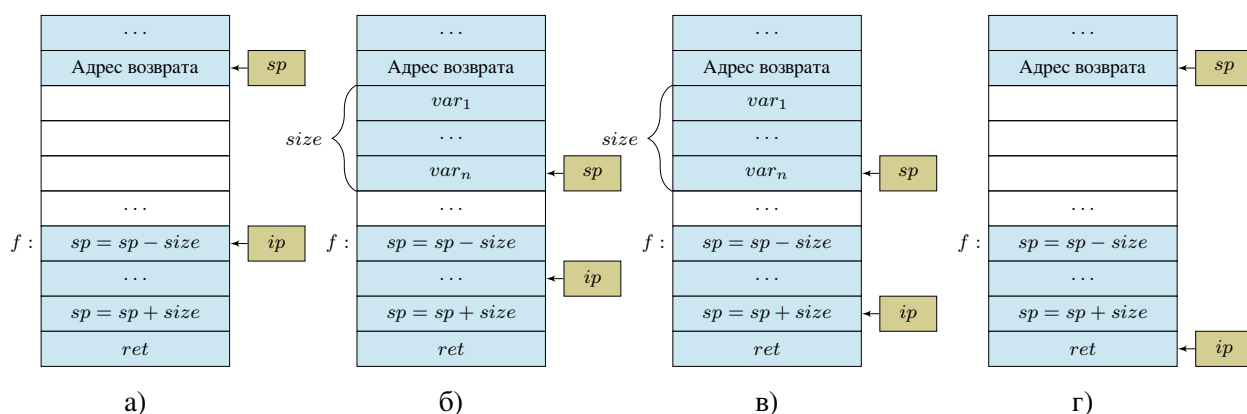 ...
Адрес возврата
sp
...
f :
sp = sp − size
ip
...
sp = sp + size
ret
а)
...
Адрес возврата
size
var₁
...
varₙ
sp
...
f :
sp = sp − size
...
ip
sp = sp + size
ret
б)
...
Адрес возврата
size
var₁
...
varₙ
sp
...
f :
sp = sp − size
...
sp = sp + size
ip
ret
в)
...
Адрес возврата
sp
...
f :
sp = sp − size
...
sp = sp + size
ret
ip
г)